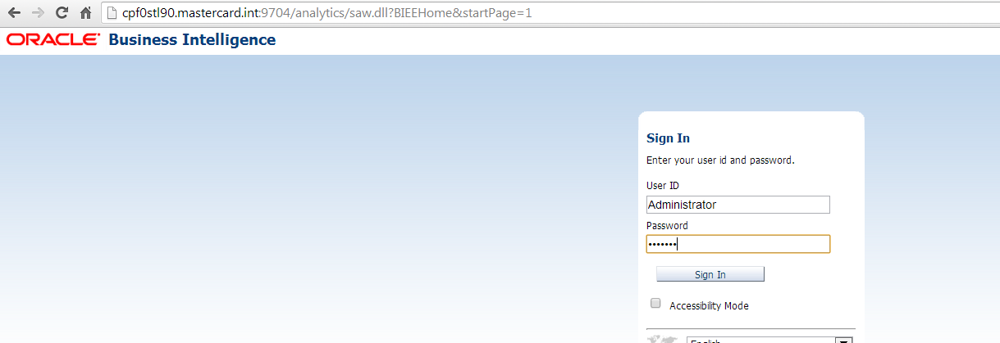 cpf0stl90.mastercard.int:9704/analytics/saw.dll?BIEEHome&startPage=1
ORACLE Business Intelligence
Sign In
Enter your user id and password.
User ID
Administrator
Password
•••••••
Sign In
Accessibility Mode
English